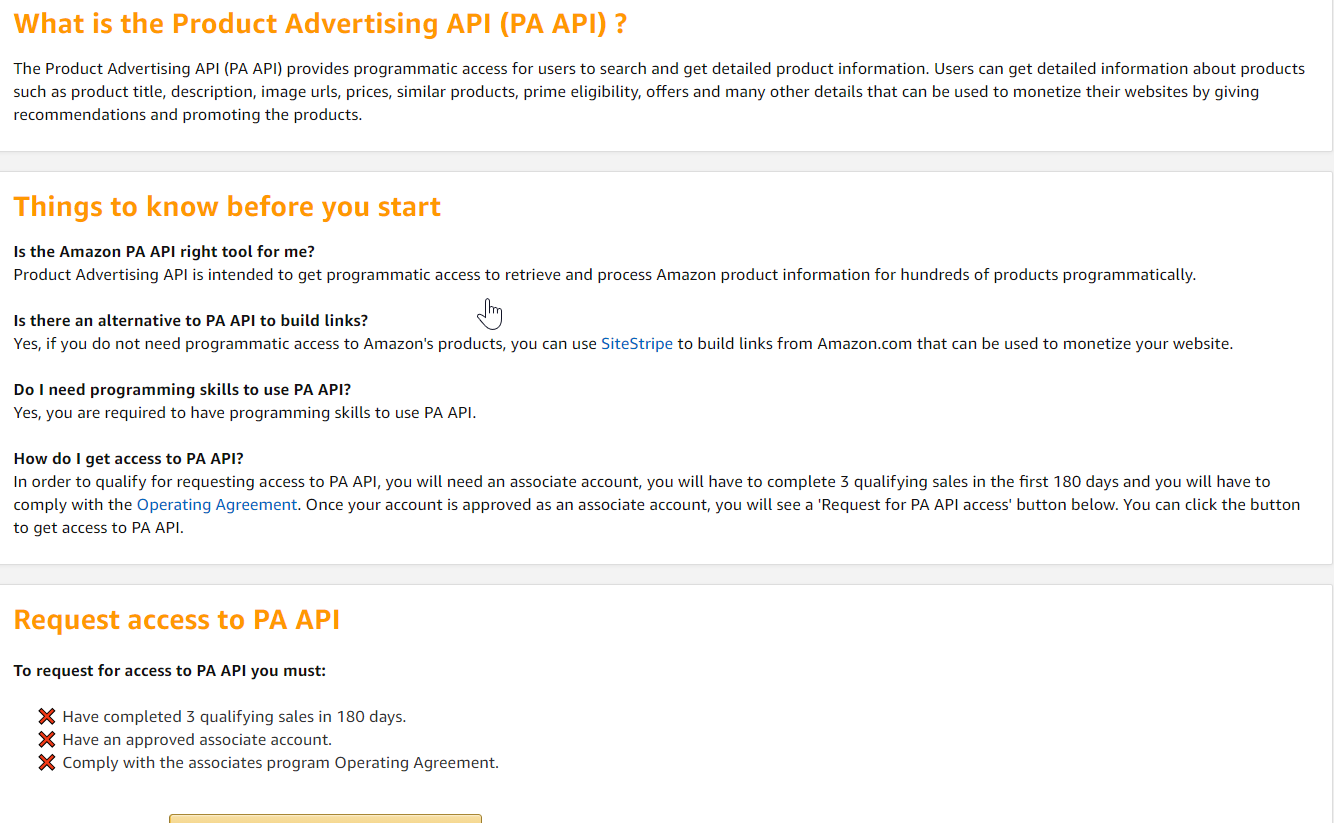 What is the Product Advertising API (PA API) ?
The Product Advertising API (PA API) provides programmatic access for users to search and get detailed product information. Users can get detailed information about products
such as product title, description, image urls, prices, similar products, prime eligibility, offers and many other details that can be used to monetize their websites by giving
recommendations and promoting the products.
Things to know before you start
Is the Amazon PA API right tool for me?
Product Advertising API is intended to get programmatic access to retrieve and process Amazon product information for hundreds of products programmatically.
Is there an alternative to PA API to build links?
Yes, if you do not need programmatic access to Amazon's products, you can use SiteStripe to build links from Amazon.com that can be used to monetize your website.
Do I need programming skills to use PA API?
Yes, you are required to have programming skills to use PA API.
How do I get access to PA API?
In order to qualify for requesting access to PA API, you will need an associate account, you will have to complete 3 qualifying sales in the first 180 days and you will have to
comply with the Operating Agreement. Once your account is approved as an associate account, you will see a 'Request for PA API access' button below. You can click the button
to get access to PA API.
Request access to PA API
To request for access to PA API you must:
Have completed 3 qualifying sales in 180 days.
Have an approved associate account.
Comply with the associates program Operating Agreement.